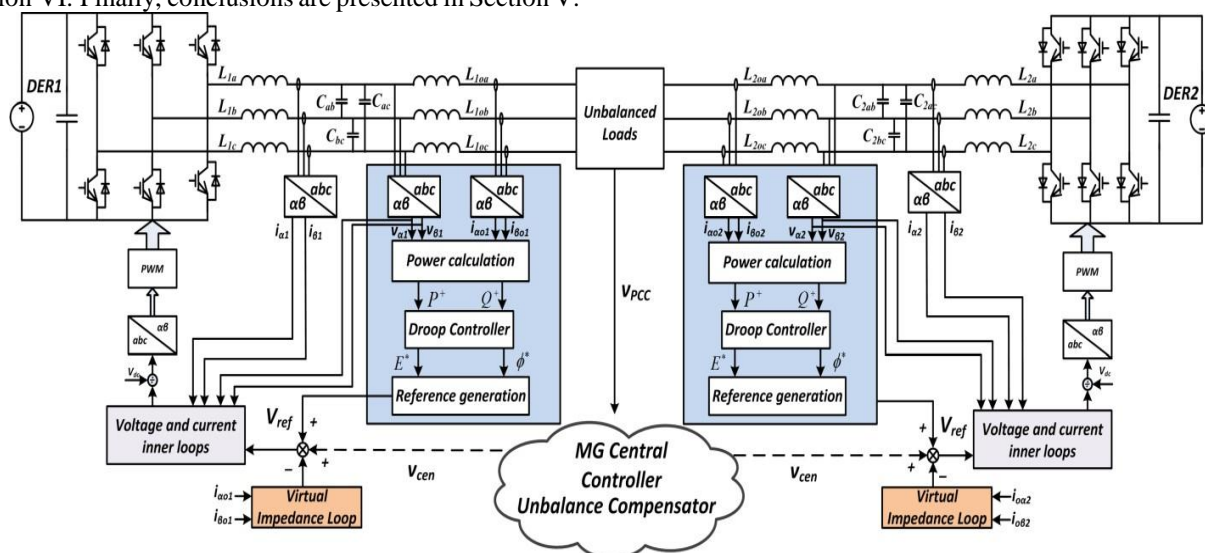 ion VI. Finally, conclusions are presented in Section V.
DER1
L1a
L1b
L1c
Cab
Cac
Cbc
L1oa
L1ob
L1oc
Unbalanced
Loads
L2oa
L2ob
L2oc
C2ab
C2ac
C2bc
L2a
L2b
L2c
DER2
abc
αβ
iα1
iβ1
abc
αβ
vα1
vβ1
abc
αβ
iαo1
iβo1
Power calculation
P+
Q+
Droop Controller
E*
ϕ*
Reference generation
PWM
αβ
abc
Vdc
Voltage and current
inner loops
Vref
+
+
−
vcen
iαo1
iβo1
Virtual
Impedance Loop
vPCC
MG Central
Controller
Unbalance Compensator
abc
αβ
iαo2
iβo2
abc
αβ
vα2
vβ2
abc
αβ
iα2
iβ2
Power calculation
P+
Q+
Droop Controller
E*
ϕ*
Reference generation
PWM
αβ
abc
Vdc
Voltage and current
inner loops
Vref
+
+
−
vcen
Virtual
Impedance Loop
ioα2
ioβ2